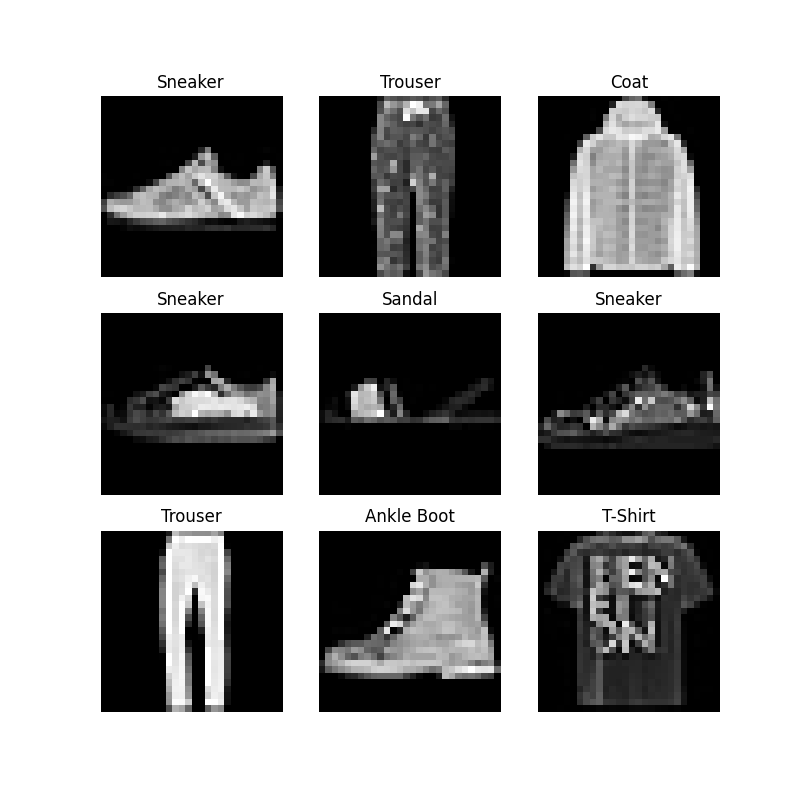 Sneaker
Trouser
Coat
Sneaker
Sandal
Sneaker
Trouser
Ankle Boot
T-Shirt